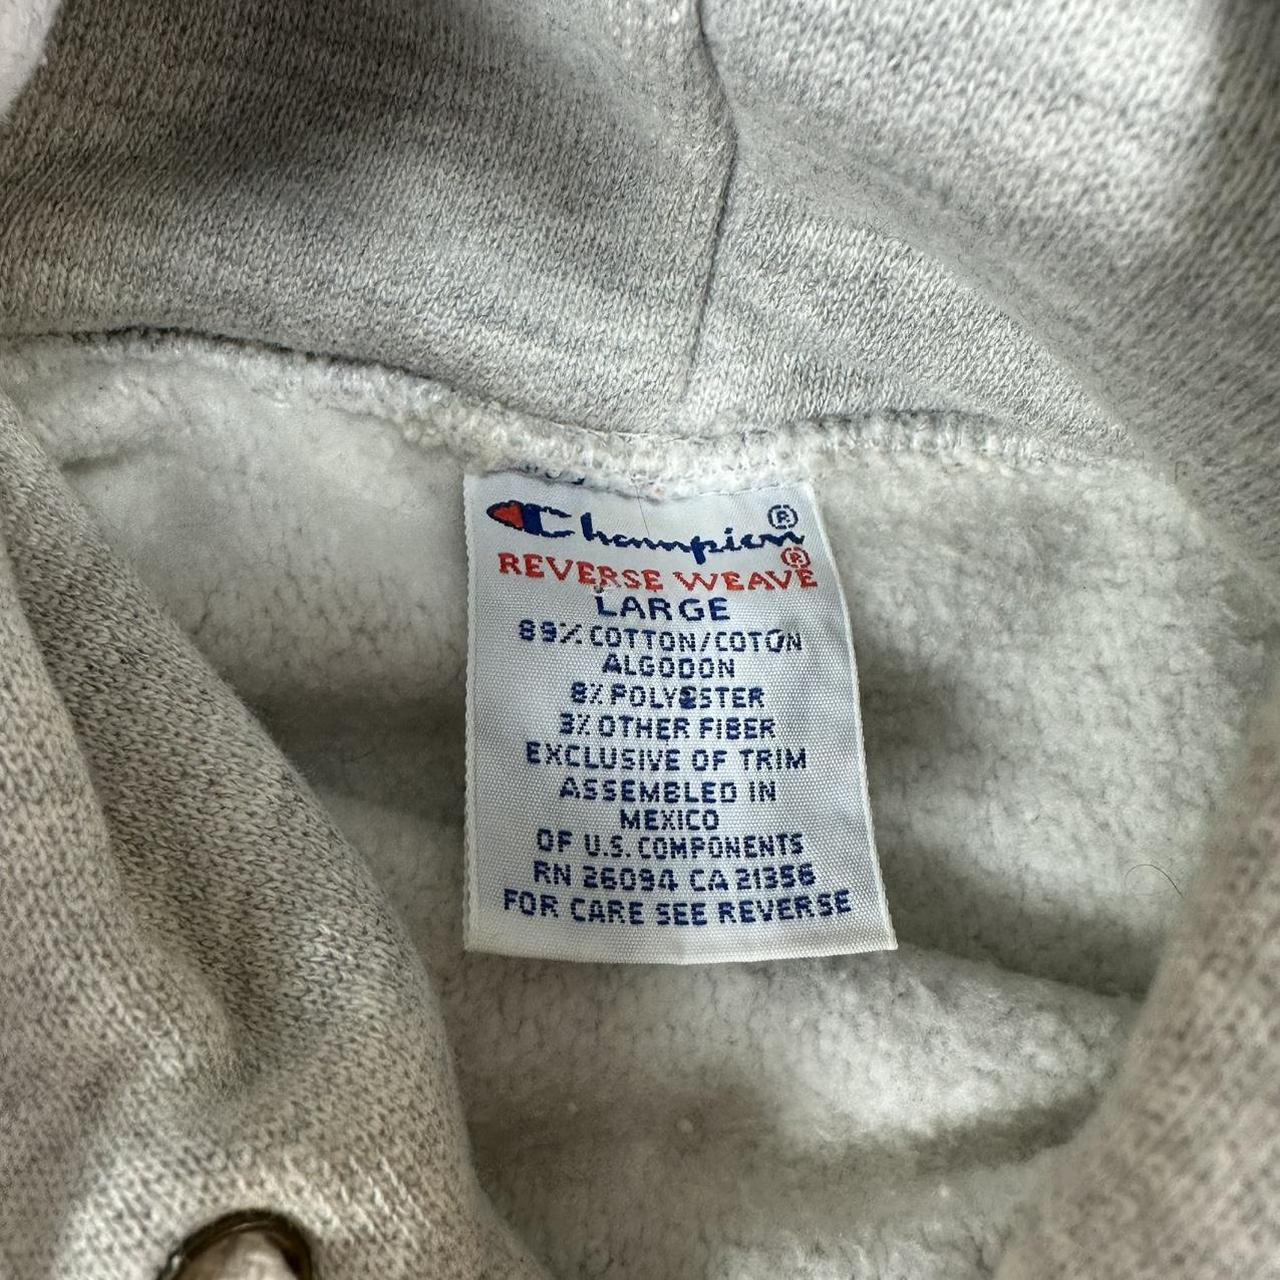 Champion®
REVERSE WEAVE®
LARGE
89% COTTON/COTON
ALGODON
8% POLYESTER
3% OTHER FIBER
EXCLUSIVE OF TRIM
ASSEMBLED IN
MEXICO
OF U.S. COMPONENTS
RN 26094 CA 21356
FOR CARE SEE REVERSE